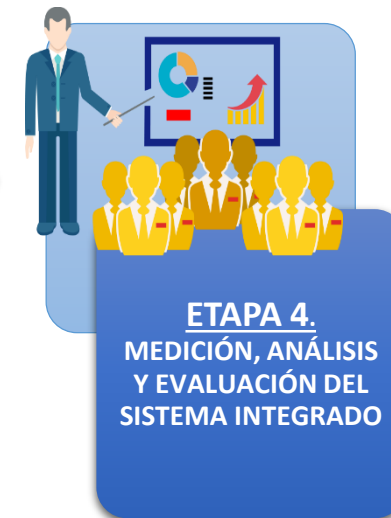 ETAPA 4.
MEDICIÓN, ANÁLISIS
Y EVALUACIÓN DEL
SISTEMA INTEGRADO